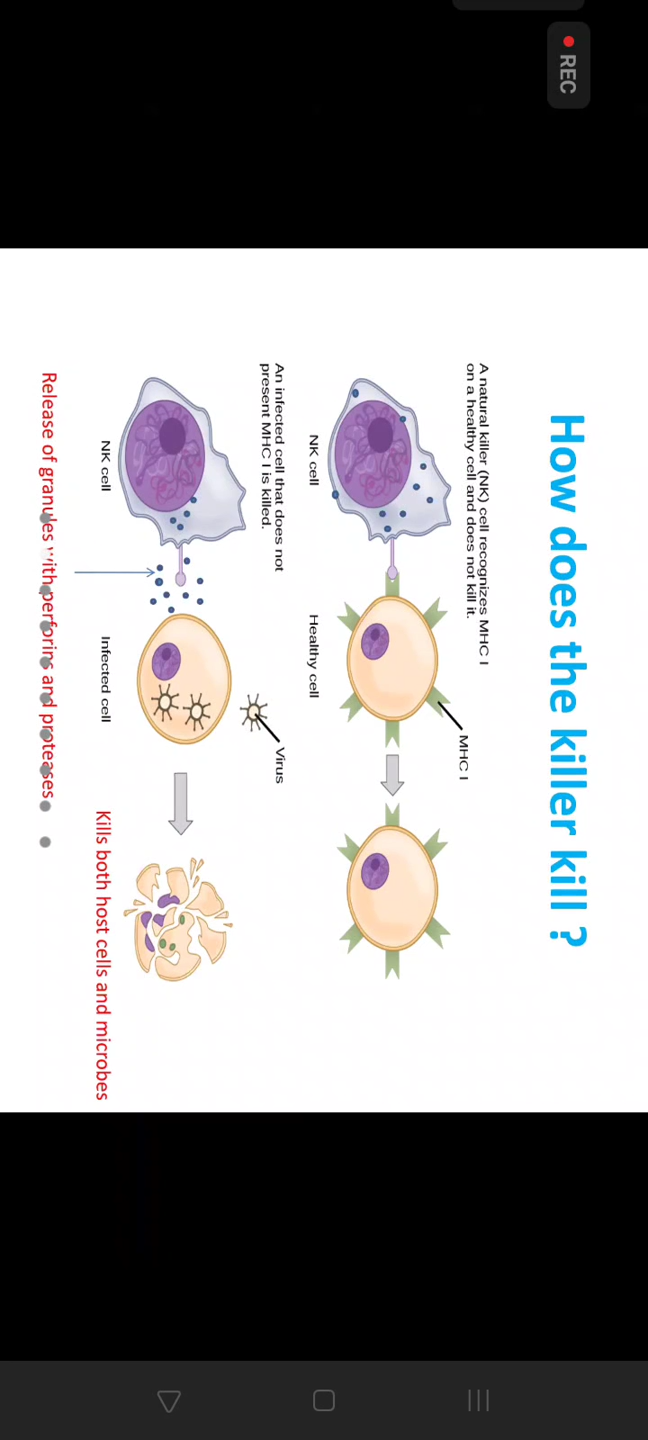 REC
How does the killer kill ?
A natural killer (NK) cell recognizes MHC I
on a healthy cell and does not kill it.
MHC I
NK cell
Healthy cell
An infected cell that does not
present MHC I is killed.
Virus
NK cell
Infected cell
Kills both host cells and microbes
Release of granules with perforins and proteases